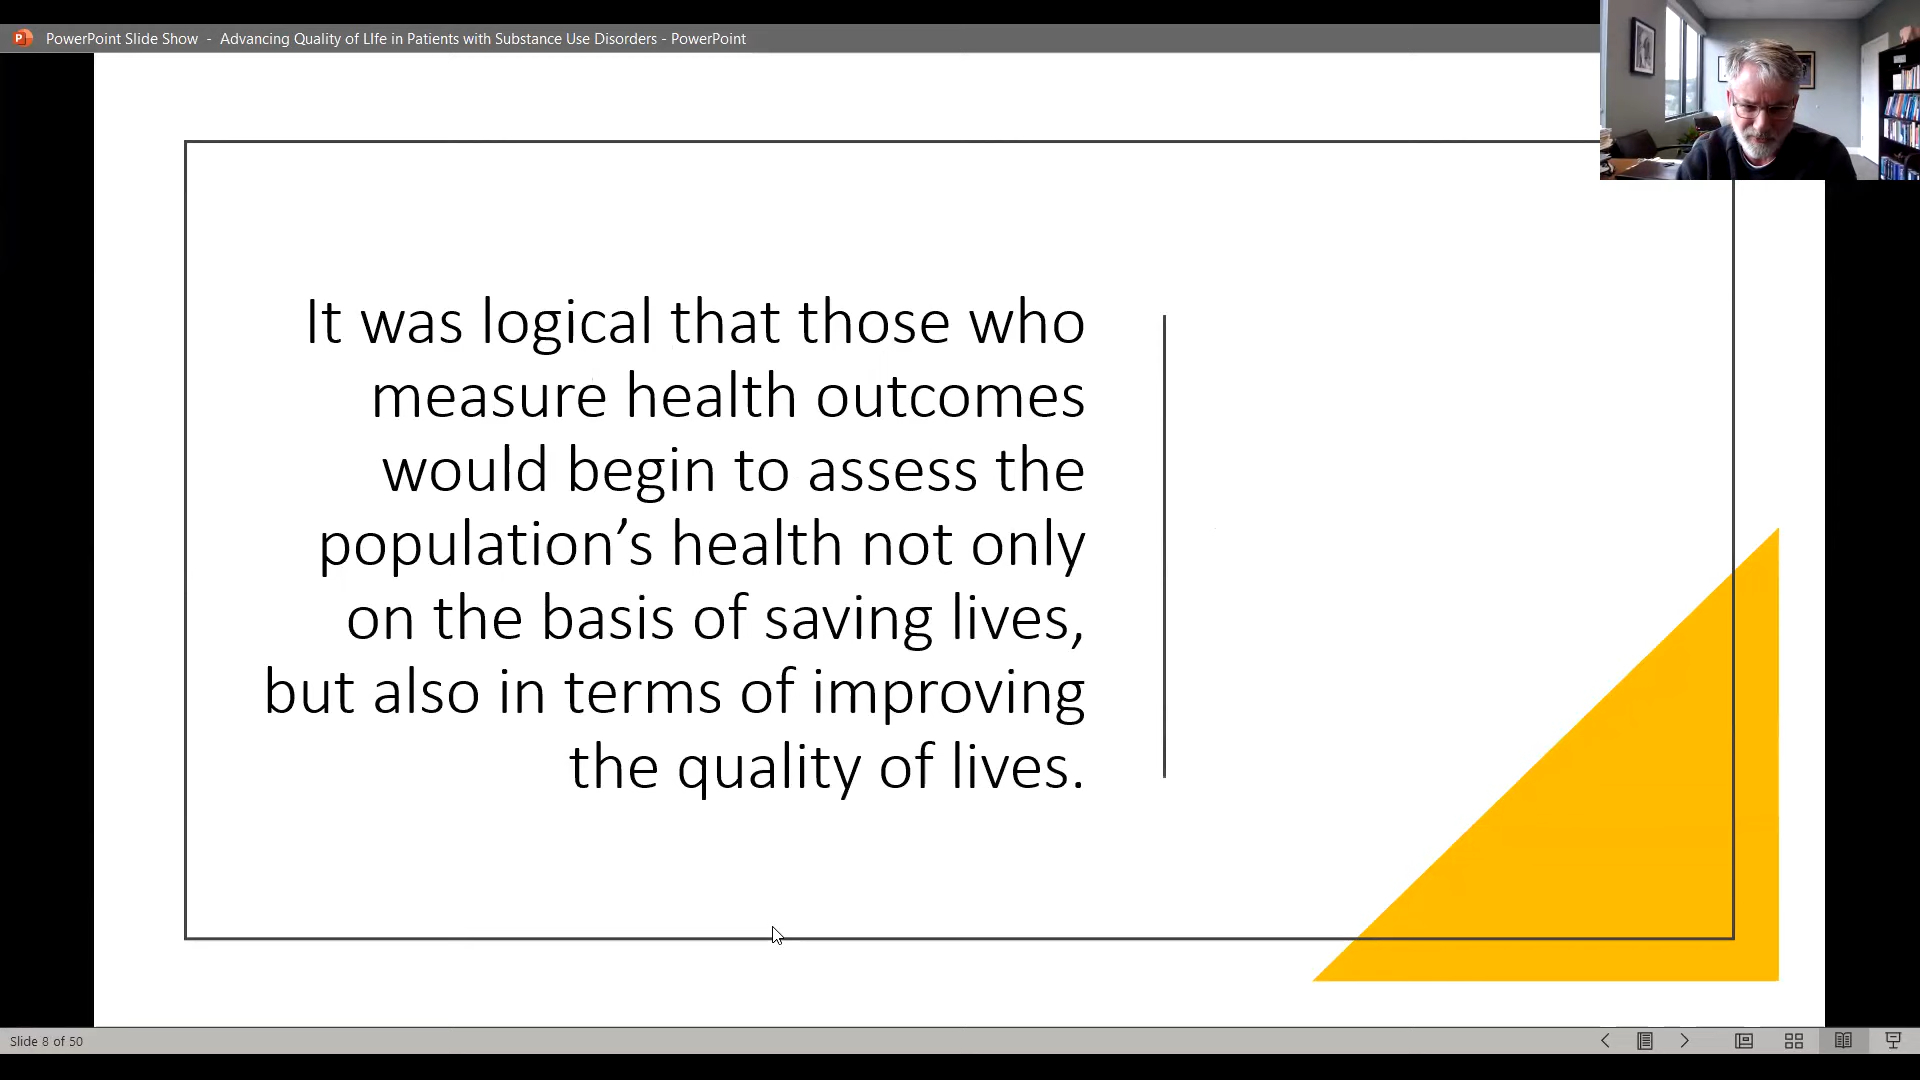 PowerPoint Slide Show - Advancing Quality of LIfe in Patients with Substance Use Disorders - PowerPoint
It was logical that those who
measure health outcomes
would begin to assess the
population’s health not only
on the basis of saving lives,
but also in terms of improving
the quality of lives.
Slide 8 of 50